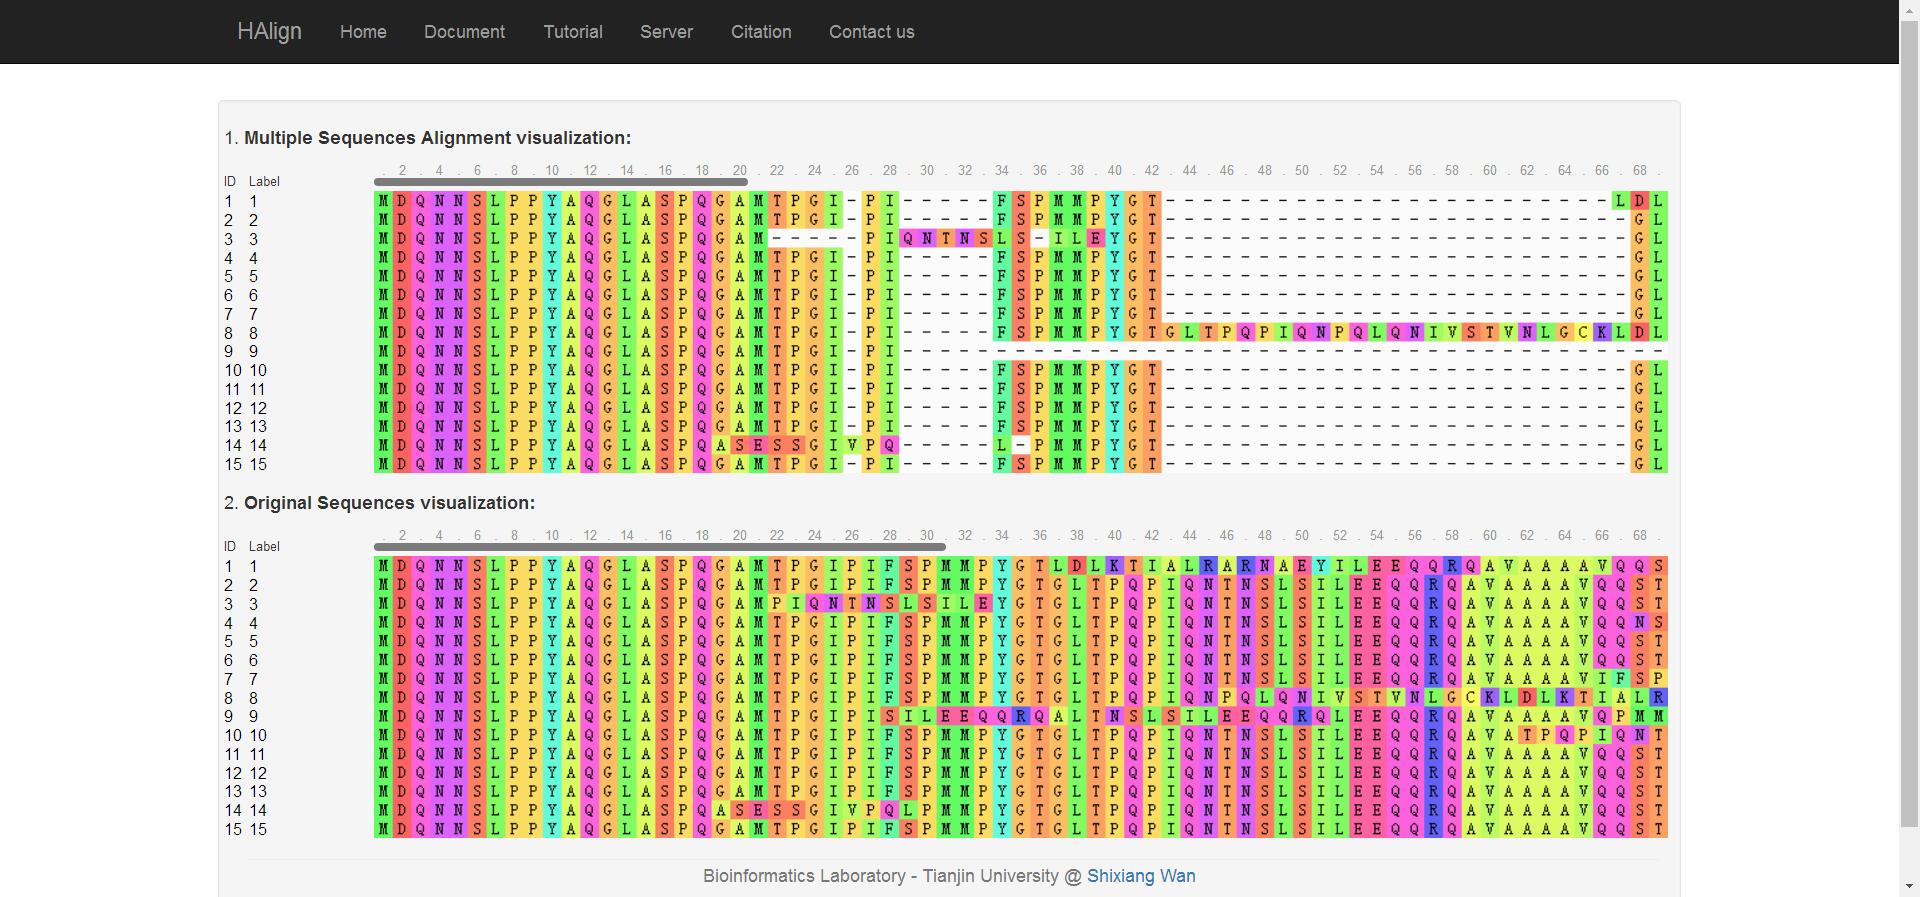 HAlign Home Document Tutorial Server Citation Contact us
1. Multiple Sequences Alignment visualization:
ID Label . 2 . 4 . 6 . 8 . 10 . 12 . 14 . 16 . 18 . 20 . 22 . 24 . 26 . 28 . 30 . 32 . 34 . 36 . 38 . 40 . 42 . 44 . 46 . 48 . 50 . 52 . 54 . 56 . 58 . 60 . 62 . 64 . 66 . 68 .
1 1 MDQNNSLPPYAQGLASPQGAMTPGI-PI-----FSPMMPYGT------------------------LDL
2 2 MDQNNSLPPYAQGLASPQGAMTPGI-PI-----FSPMMPYGT-------------------------GL
3 3 MDQNNSLPPYAQGLASPQGAM-----PIQNTNSLS-ILEYGT-------------------------GL
4 4 MDQNNSLPPYAQGLASPQGAMTPGI-PI-----FSPMMPYGT-------------------------GL
5 5 MDQNNSLPPYAQGLASPQGAMTPGI-PI-----FSPMMPYGT-------------------------GL
6 6 MDQNNSLPPYAQGLASPQGAMTPGI-PI-----FSPMMPYGT-------------------------GL
7 7 MDQNNSLPPYAQGLASPQGAMTPGI-PI-----FSPMMPYGT-------------------------GL
8 8 MDQNNSLPPYAQGLASPQGAMTPGI-PI-----FSPMMPYGTGLTPQPIQNPQLQNIVSTVNLGCKLDL
9 9 MDQNNSLPPYAQGLASPQGAMTPGI-PI-----------------------------------------
10 10 MDQNNSLPPYAQGLASPQGAMTPGI-PI-----FSPMMPYGT-------------------------GL
11 11 MDQNNSLPPYAQGLASPQGAMTPGI-PI-----FSPMMPYGT-------------------------GL
12 12 MDQNNSLPPYAQGLASPQGAMTPGI-PI-----FSPMMPYGT-------------------------GL
13 13 MDQNNSLPPYAQGLASPQGAMTPGI-PI-----FSPMMPYGT-------------------------GL
14 14 MDQNNSLPPYAQGLASPQASESSGIVPQ-----L-PMMPYGT-------------------------GL
15 15 MDQNNSLPPYAQGLASPQGAMTPGI-PI-----FSPMMPYGT-------------------------GL
2. Original Sequences visualization:
ID Label . 2 . 4 . 6 . 8 . 10 . 12 . 14 . 16 . 18 . 20 . 22 . 24 . 26 . 28 . 30 . 32 . 34 . 36 . 38 . 40 . 42 . 44 . 46 . 48 . 50 . 52 . 54 . 56 . 58 . 60 . 62 . 64 . 66 . 68 .
1 1 MDQNNSLPPYAQGLASPQGAMTPGIPIFSPMMPYGTLDLKTIALRARNAEYILEEQQRQAVAAAAVQQS
2 2 MDQNNSLPPYAQGLASPQGAMTPGIPIFSPMMPYGTGLTPQPIQNTNSLSILEEQQRQAVAAAAVQQST
3 3 MDQNNSLPPYAQGLASPQGAMPIQNTNSLSILEYGTGLTPQPIQNTNSLSILEEQQRQAVAAAAVQQST
4 4 MDQNNSLPPYAQGLASPQGAMTPGIPIFSPMMPYGTGLTPQPIQNTNSLSILEEQQRQAVAAAAVQQNS
5 5 MDQNNSLPPYAQGLASPQGAMTPGIPIFSPMMPYGTGLTPQPIQNTNSLSILEEQQRQAVAAAAVQQST
6 6 MDQNNSLPPYAQGLASPQGAMTPGIPIFSPMMPYGTGLTPQPIQNTNSLSILEEQQRQAVAAAAVQQST
7 7 MDQNNSLPPYAQGLASPQGAMTPGIPIFSPMMPYGTGLTPQPIQNTNSLSILEEQQRQAVAAAAVIFSP
8 8 MDQNNSLPPYAQGLASPQGAMTPGIPIFSPMMPYGTGLTPQPIQNPQLQNIVSTVNLGCKLDLKTIALR
9 9 MDQNNSLPPYAQGLASPQGAMTPGIPISILEEQQRQALTNSLSILEEQQRQLEEQQRQAVAAAAVQPMM
10 10 MDQNNSLPPYAQGLASPQGAMTPGIPIFSPMMPYGTGLTPQPIQNTNSLSILEEQQRQAVATPQPIQNT
11 11 MDQNNSLPPYAQGLASPQGAMTPGIPIFSPMMPYGTGLTPQPIQNTNSLSILEEQQRQAVAAAAVQQST
12 12 MDQNNSLPPYAQGLASPQGAMTPGIPIFSPMMPYGTGLTPQPIQNTNSLSILEEQQRQAVAAAAVQQST
13 13 MDQNNSLPPYAQGLASPQGAMTPGIPIFSPMMPYGTGLTPQPIQNTNSLSILEEQQRQAVAAAAVQQST
14 14 MDQNNSLPPYAQGLASPQASESSGIVPQLPMMPYGTGLTPQPIQNTNSLSILEEQQRQAVAAAAVQQST
15 15 MDQNNSLPPYAQGLASPQGAMTPGIPIFSPMMPYGTGLTPQPIQNTNSLSILEEQQRQAVAAAAVQQST
Bioinformatics Laboratory - Tianjin University @ Shixiang Wan